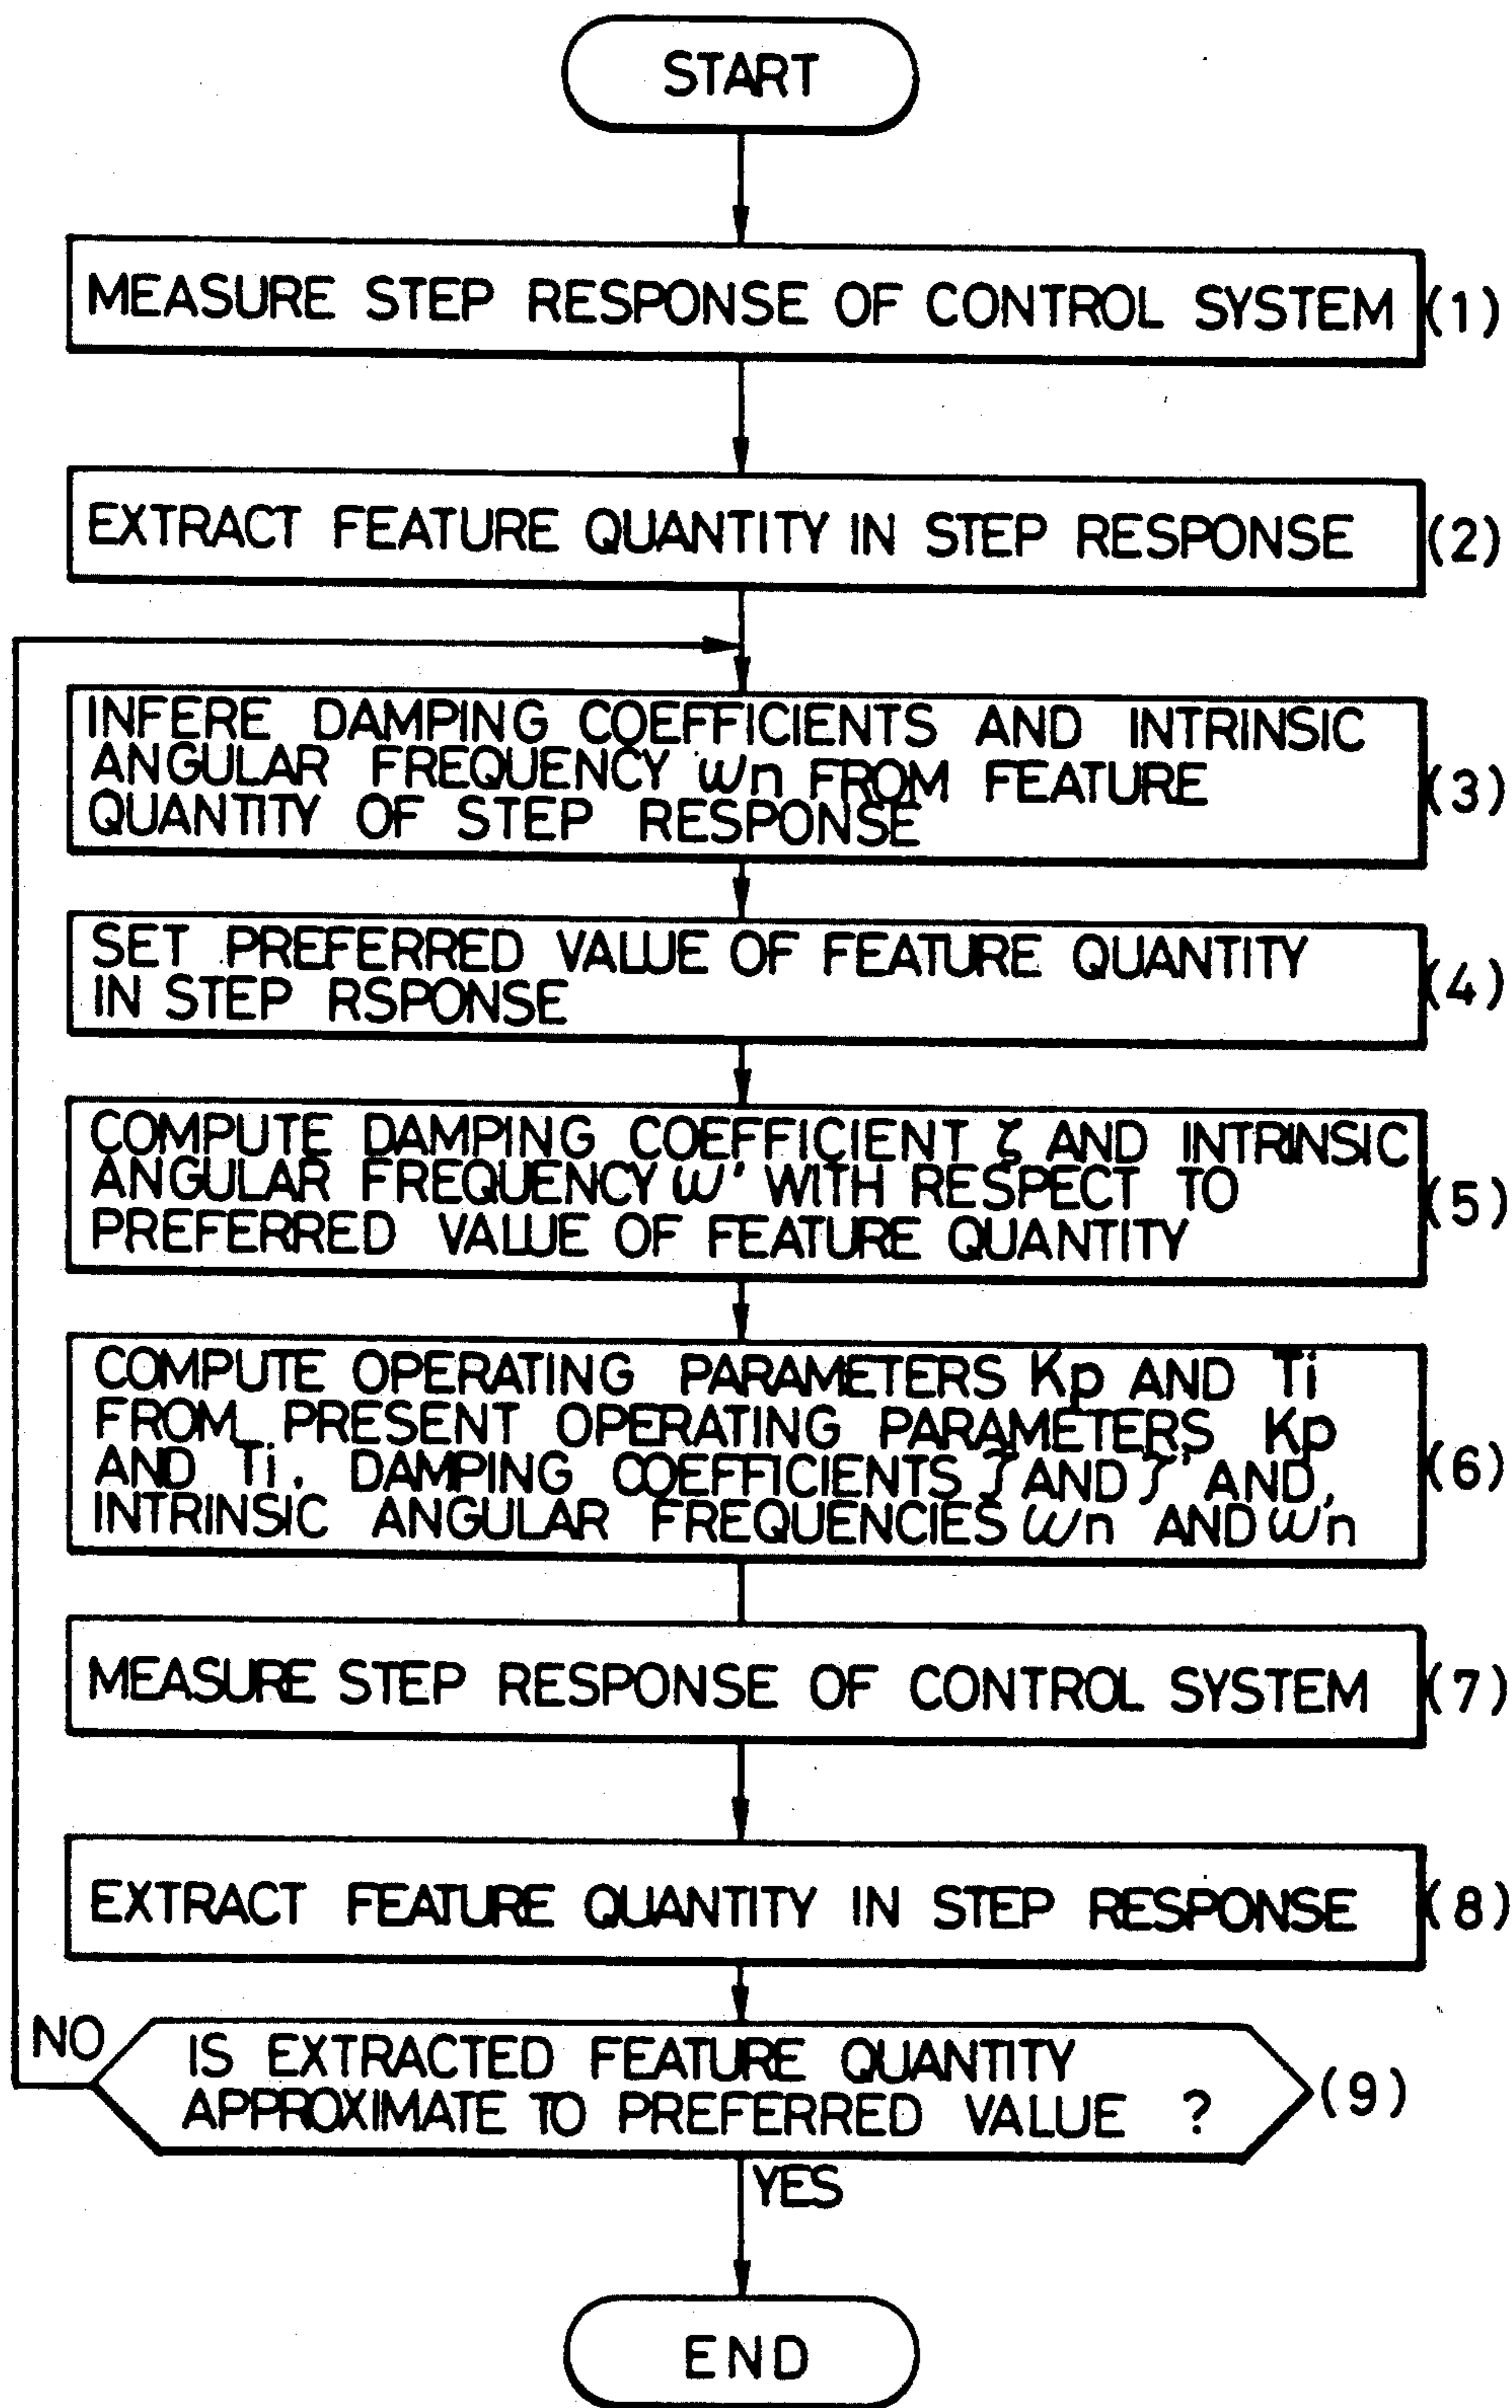 START
MEASURE STEP RESPONSE OF CONTROL SYSTEM (1)
EXTRACT FEATURE QUANTITY IN STEP RESPONSE (2)
INFERE DAMPING COEFFICIENTS AND INTRINSIC
ANGULAR FREQUENCY ωn FROM FEATURE
QUANTITY OF STEP RESPONSE
(3)
SET PREFERRED VALUE OF FEATURE QUANTITY
IN STEP RSPONSE
(4)
COMPUTE DAMPING COEFFICIENT ζ AND INTRINSIC
ANGULAR FREQUENCY ω' WITH RESPECT TO
PREFERRED VALUE OF FEATURE QUANTITY
(5)
COMPUTE OPERATING PARAMETERS Kp AND Ti
FROM PRESENT OPERATING PARAMETERS Kp
AND Ti, DAMPING COEFFICIENTS ζ AND ζ' AND
INTRINSIC ANGULAR FREQUENCIES ωn AND ω'n
(6)
MEASURE STEP RESPONSE OF CONTROL SYSTEM (7)
EXTRACT FEATURE QUANTITY IN STEP RESPONSE (8)
NO
IS EXTRACTED FEATURE QUANTITY
APPROXIMATE TO PREFERRED VALUE ?
(9)
YES
END